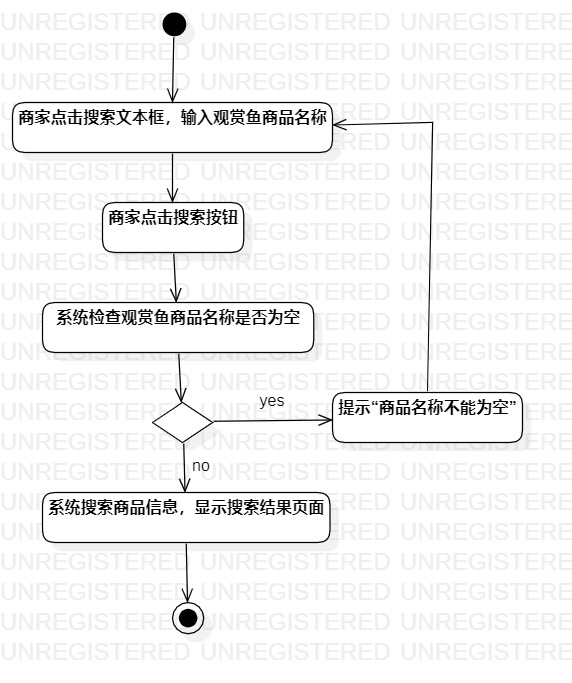 UNREGISTERED UNREGISTERED UNREGISTERED
商家点击搜索文本框，输入观赏鱼商品名称
商家点击搜索按钮
系统检查观赏鱼商品名称是否为空
yes
提示“商品名称不能为空”
no
系统搜索商品信息，显示搜索结果页面